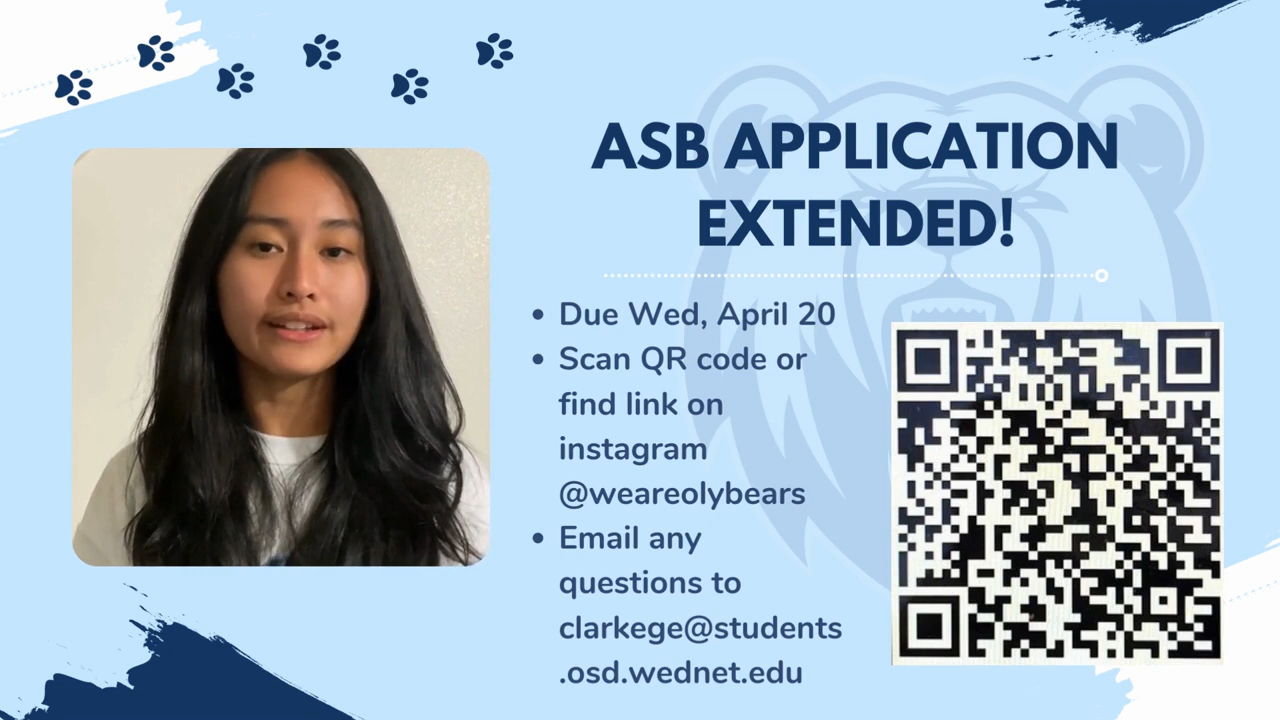 ASB APPLICATION
EXTENDED!
• Due Wed, April 20
• Scan QR code or
find link on
instagram
@weareolybears
• Email any
questions to
clarkege@students
.osd.wednet.edu